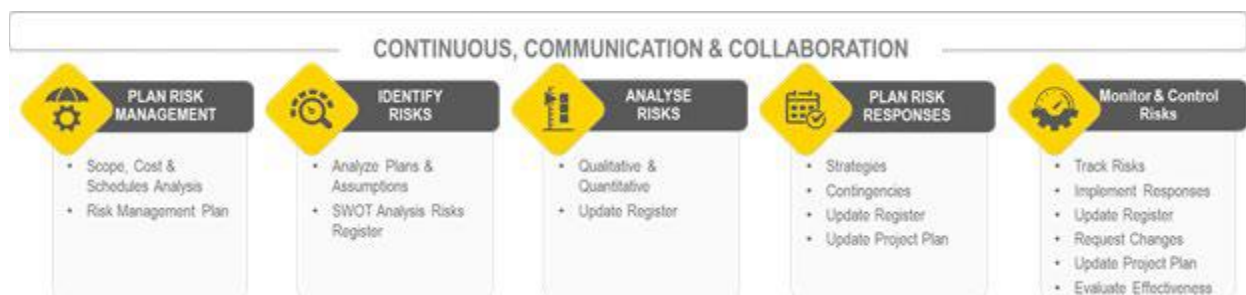 CONTINUOUS, COMMUNICATION & COLLABORATION
PLAN RISK
MANAGEMENT
• Scope, Cost &
Schedules Analysis
• Risk Management Plan
IDENTIFY
RISKS
• Analyze Plans &
Assumptions
• SWOT Analysis Risks
Register
ANALYSE
RISKS
• Qualitative &
Quantitative
• Update Register
PLAN RISK
RESPONSES
• Strategies
• Contingencies
• Update Register
• Update Project Plan
Monitor & Control
Risks
• Track Risks
• Implement Responses
• Update Register
• Request Changes
• Update Project Plan
• Evaluate Effectiveness